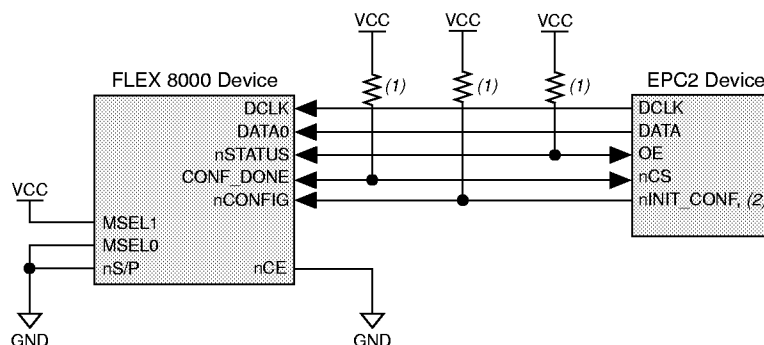 VCC VCC VCC
FLEX 8000 Device EPC2 Device
(1) (1) (1)
DCLK DCLK
DATA0 DATA
nSTATUS OE
CONF_DONE nCS
nCONFIG nINIT_CONF, (2)
VCC
MSEL1
MSEL0
nS/P nCE
GND GND